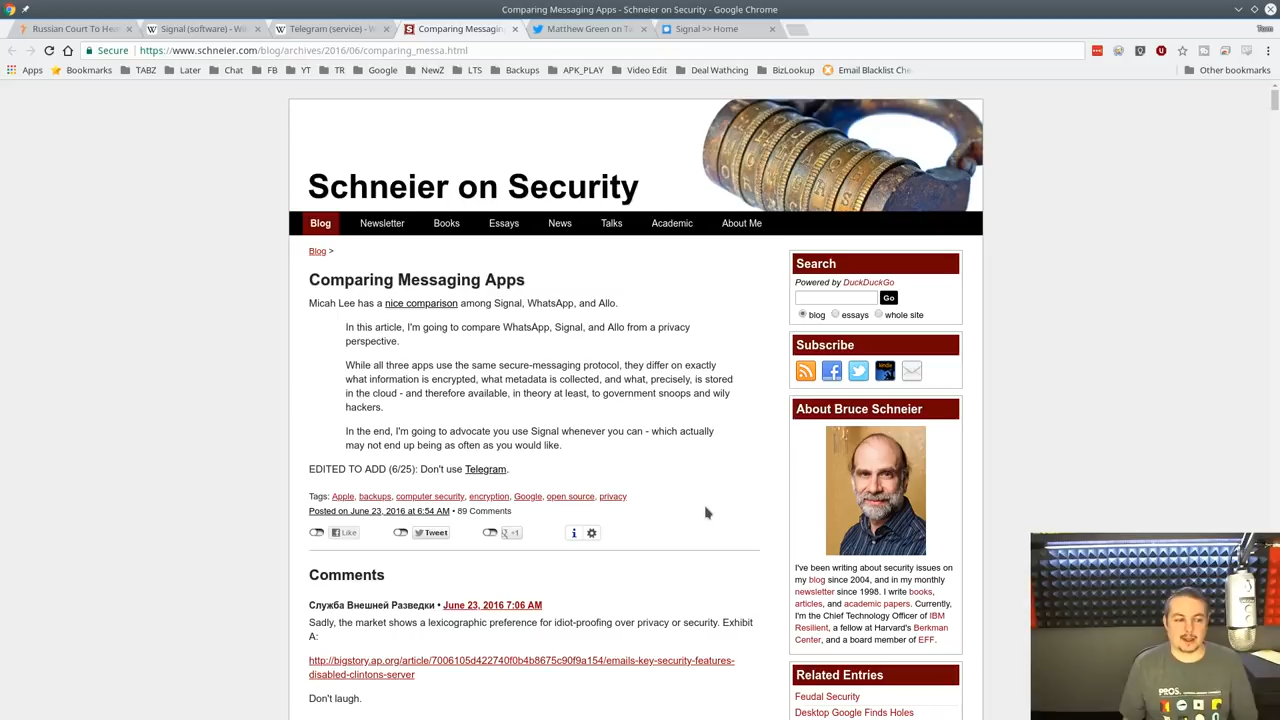 Comparing Messaging Apps - Schneier on Security - Google Chrome
Russian Court To Hea
Signal (software) - Wi
Telegram (service) - W
Comparing Messaging
Matthew Green on Tw
Signal >> Home
Tom
Secure
https://www.schneier.com/blog/archives/2016/06/comparing_messa.html
Apps
Bookmarks
TABZ
Later
Chat
FB
YT
TR
Google
NewZ
LTS
Backups
APK_PLAY
Video Edit
Deal Wathcing
BizLookup
Email Blacklist Che
Other bookmarks
Schneier on Security
Blog
Newsletter
Books
Essays
News
Talks
Academic
About Me
Blog >
Comparing Messaging Apps
Micah Lee has a nice comparison among Signal, WhatsApp, and Allo.
In this article, I'm going to compare WhatsApp, Signal, and Allo from a privacy
perspective.
While all three apps use the same secure-messaging protocol, they differ on exactly
what information is encrypted, what metadata is collected, and what, precisely, is stored
in the cloud - and therefore available, in theory at least, to government snoops and wily
hackers.
In the end, I'm going to advocate you use Signal whenever you can - which actually
may not end up being as often as you would like.
EDITED TO ADD (6/25): Don't use Telegram.
Tags: Apple, backups, computer security, encryption, Google, open source, privacy
Posted on June 23, 2016 at 6:54 AM • 89 Comments
Like
Tweet
+1
Comments
Служба Внешней Разведки • June 23, 2016 7:06 AM
Sadly, the market shows a lexicographic preference for idiot-proofing over privacy or security. Exhibit
A:
http://bigstory.ap.org/article/7006105d422740f0b4b8675c90f9a154/emails-key-security-features-
disabled-clintons-server
Don't laugh.
Search
Powered by DuckDuckGo
Go
blog
essays
whole site
Subscribe
kindle
About Bruce Schneier
I've been writing about security issues on
my blog since 2004, and in my monthly
newsletter since 1998. I write books,
articles, and academic papers. Currently,
I'm the Chief Technology Officer of IBM
Resilient, a fellow at Harvard's Berkman
Center, and a board member of EFF.
Related Entries
Feudal Security
Desktop Google Finds Holes
PROS.